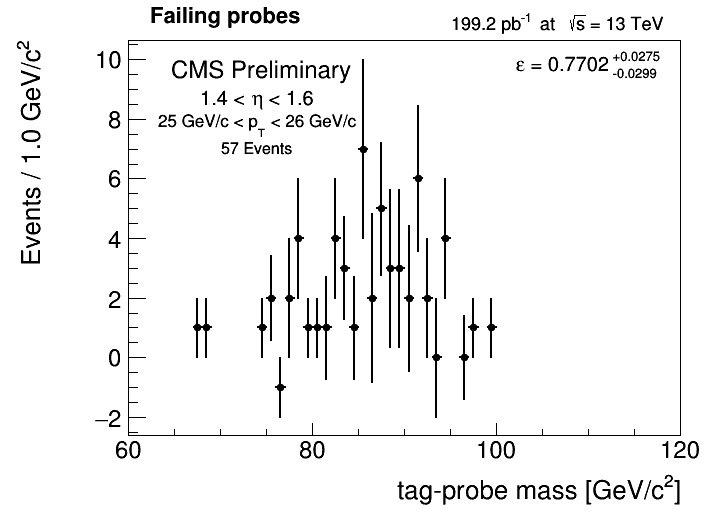 Failing probes
199.2 pb⁻¹ at √s = 13 TeV
CMS Preliminary
1.4 < η < 1.6
25 GeV/c < p_T < 26 GeV/c
57 Events
ε = 0.7702 +0.0275 -0.0299
Events / 1.0 GeV/c²
10
8
6
4
2
0
−2
60 80 100 120
tag-probe mass [GeV/c²]